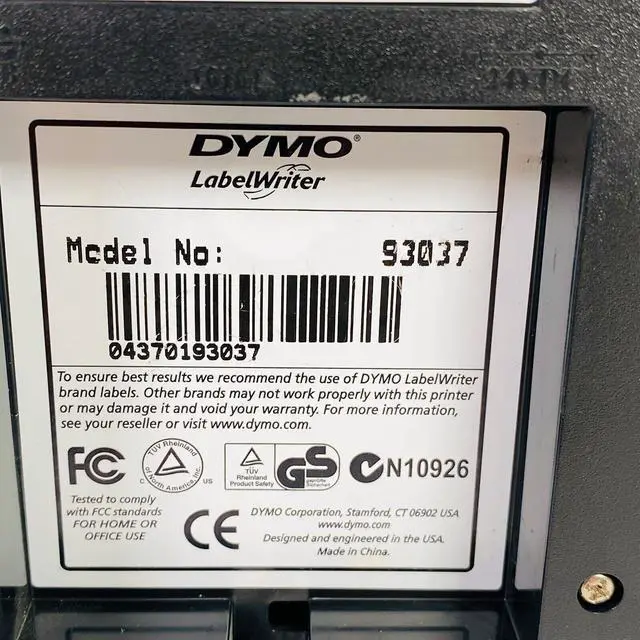 24VDC
DYMO®
LabelWriter
Model No: 93037
04370193037
To ensure best results we recommend the use of DYMO LabelWriter
brand labels. Other brands may not work properly with this printer
or may damage it and void your warranty. For more information,
see your reseller or visit www.dymo.com.
FC
TÜV Rheinland
of North America, Inc.
C US
TÜV
Rheinland
Product Safety
GS
geprüfte
Sicherheit
N10926
Tested to comply
with FCC standards
FOR HOME OR
OFFICE USE
CE
DYMO Corporation, Stamford, CT 06902 USA
www.dymo.com
Designed and engineered in the USA.
Made in China.